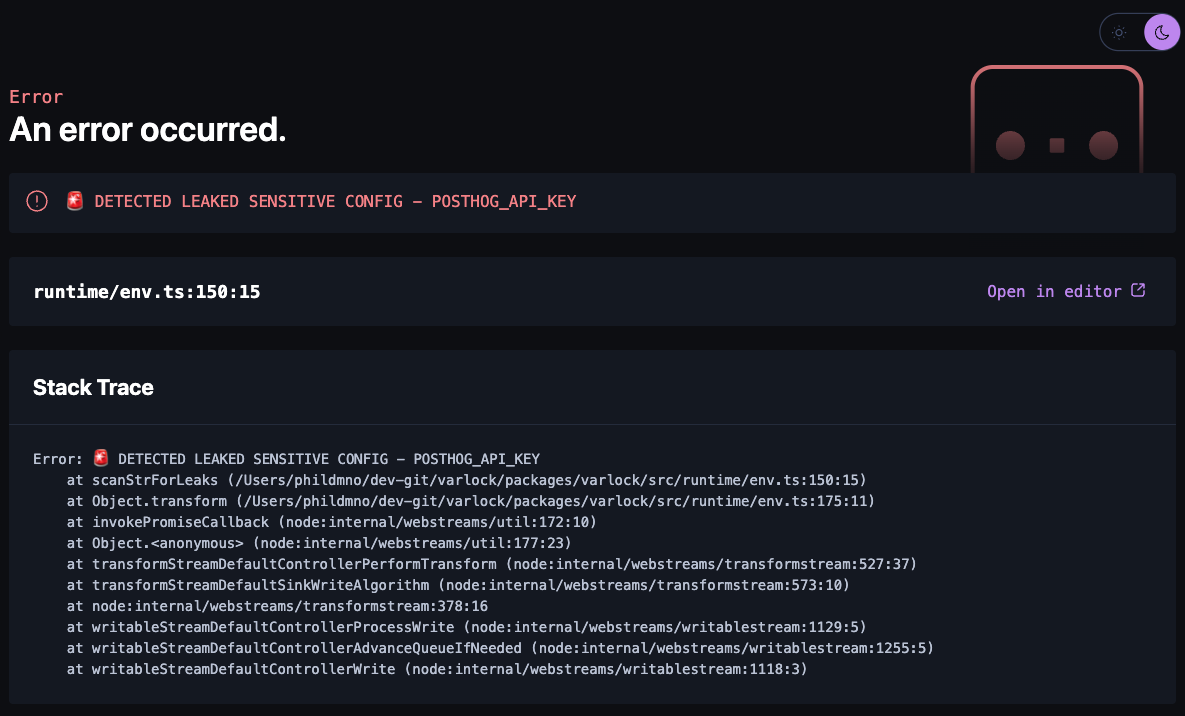 Error
An error occurred.
🚨 DETECTED LEAKED SENSITIVE CONFIG - POSTHOG_API_KEY
runtime/env.ts:150:15
Open in editor
Stack Trace
Error: 🚨 DETECTED LEAKED SENSITIVE CONFIG - POSTHOG_API_KEY
    at scanStrForLeaks (/Users/phildmno/dev-git/varlock/packages/varlock/src/runtime/env.ts:150:15)
    at Object.transform (/Users/phildmno/dev-git/varlock/packages/varlock/src/runtime/env.ts:175:11)
    at invokePromiseCallback (node:internal/webstreams/util:172:10)
    at Object.<anonymous> (node:internal/webstreams/util:177:23)
    at transformStreamDefaultControllerPerformTransform (node:internal/webstreams/transformstream:527:37)
    at transformStreamDefaultSinkWriteAlgorithm (node:internal/webstreams/transformstream:573:10)
    at node:internal/webstreams/transformstream:378:16
    at writableStreamDefaultControllerProcessWrite (node:internal/webstreams/writablestream:1129:5)
    at writableStreamDefaultControllerAdvanceQueueIfNeeded (node:internal/webstreams/writablestream:1255:5)
    at writableStreamDefaultControllerWrite (node:internal/webstreams/writablestream:1118:3)